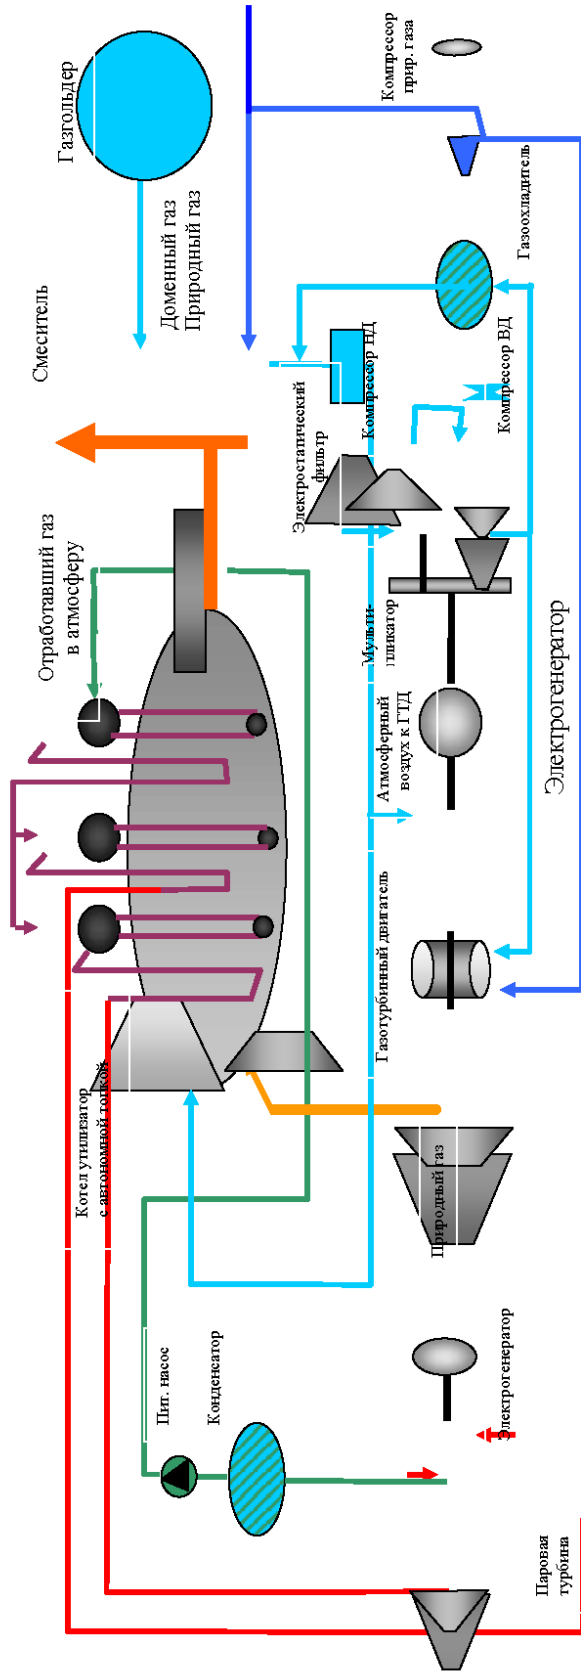 Котел утилизатор
с автономной топкой
Отработавший газ
в атмосферу
Смеситель
Газгольдер
Доменный газ
Природный газ
Пит. насос
Конденсатор
Электростатический
фильтр
Компрессор НД
Компрессор
прир. газа
Газоохладитель
Компрессор ВД
Мульти-
пликатор
Атмосферный
воздух к ГТД
Газотурбинный двигатель
Природный газ
Электрогенератор
Электрогенератор
Паровая
турбина